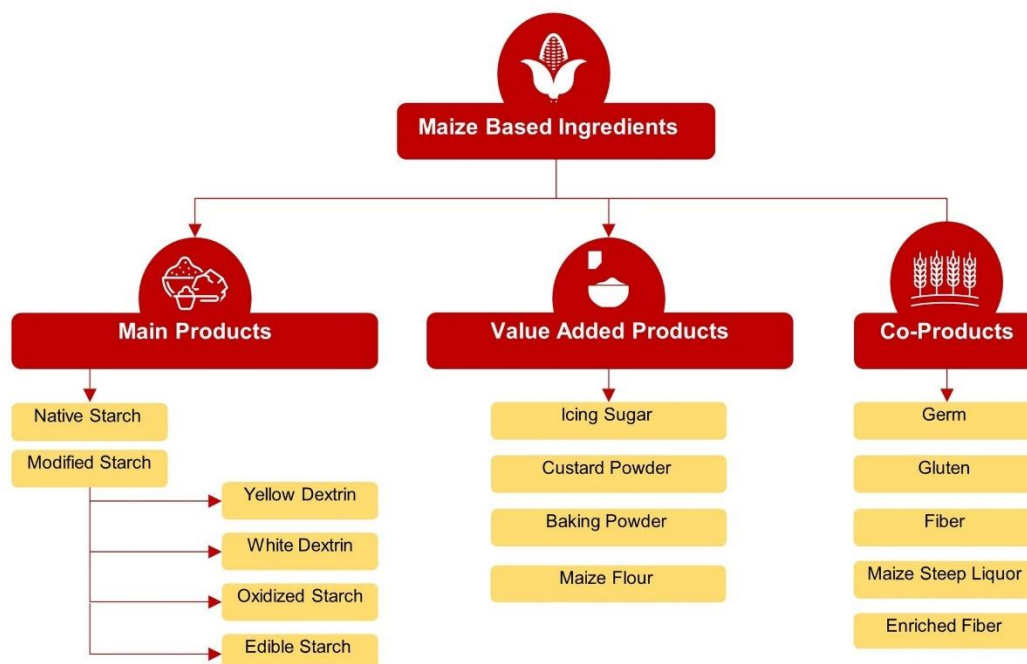 Maize Based Ingredients
Main Products
Value Added Products
Co-Products
Native Starch
Modified Starch
Yellow Dextrin
White Dextrin
Oxidized Starch
Edible Starch
Icing Sugar
Custard Powder
Baking Powder
Maize Flour
Germ
Gluten
Fiber
Maize Steep Liquor
Enriched Fiber